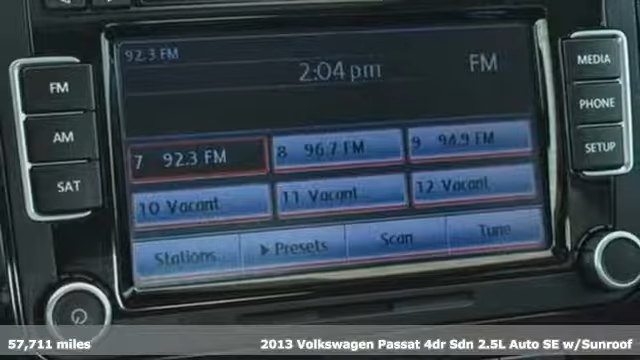 92.3 FM
2:04 pm FM
FM
AM
SAT
MEDIA
PHONE
SETUP
7 92.3 FM 8 96.7 FM 9 94.9 FM
10 Vacant 11 Vacant 12 Vacant
Stations Presets Scan Tune
57,711 miles 2013 Volkswagen Passat 4dr Sdn 2.5L Auto SE w/Sunroof